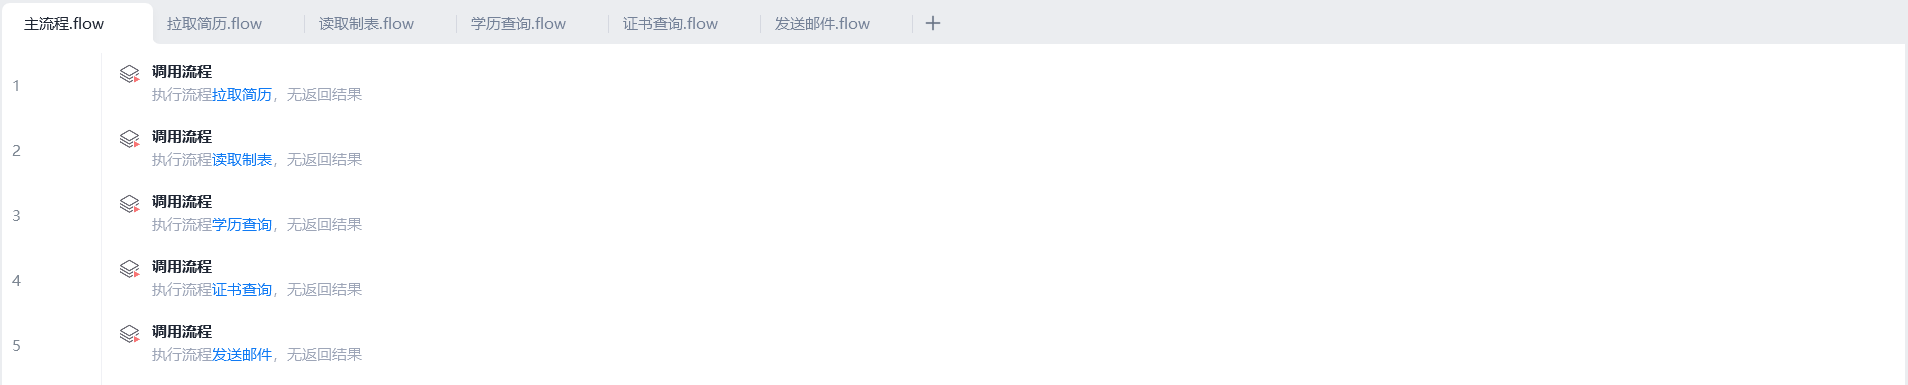 主流程.flow 拉取简历.flow 读取制表.flow 学历查询.flow 证书查询.flow 发送邮件.flow +
1
调用流程
执行流程拉取简历，无返回结果
2
调用流程
执行流程读取制表，无返回结果
3
调用流程
执行流程学历查询，无返回结果
4
调用流程
执行流程证书查询，无返回结果
5
调用流程
执行流程发送邮件，无返回结果